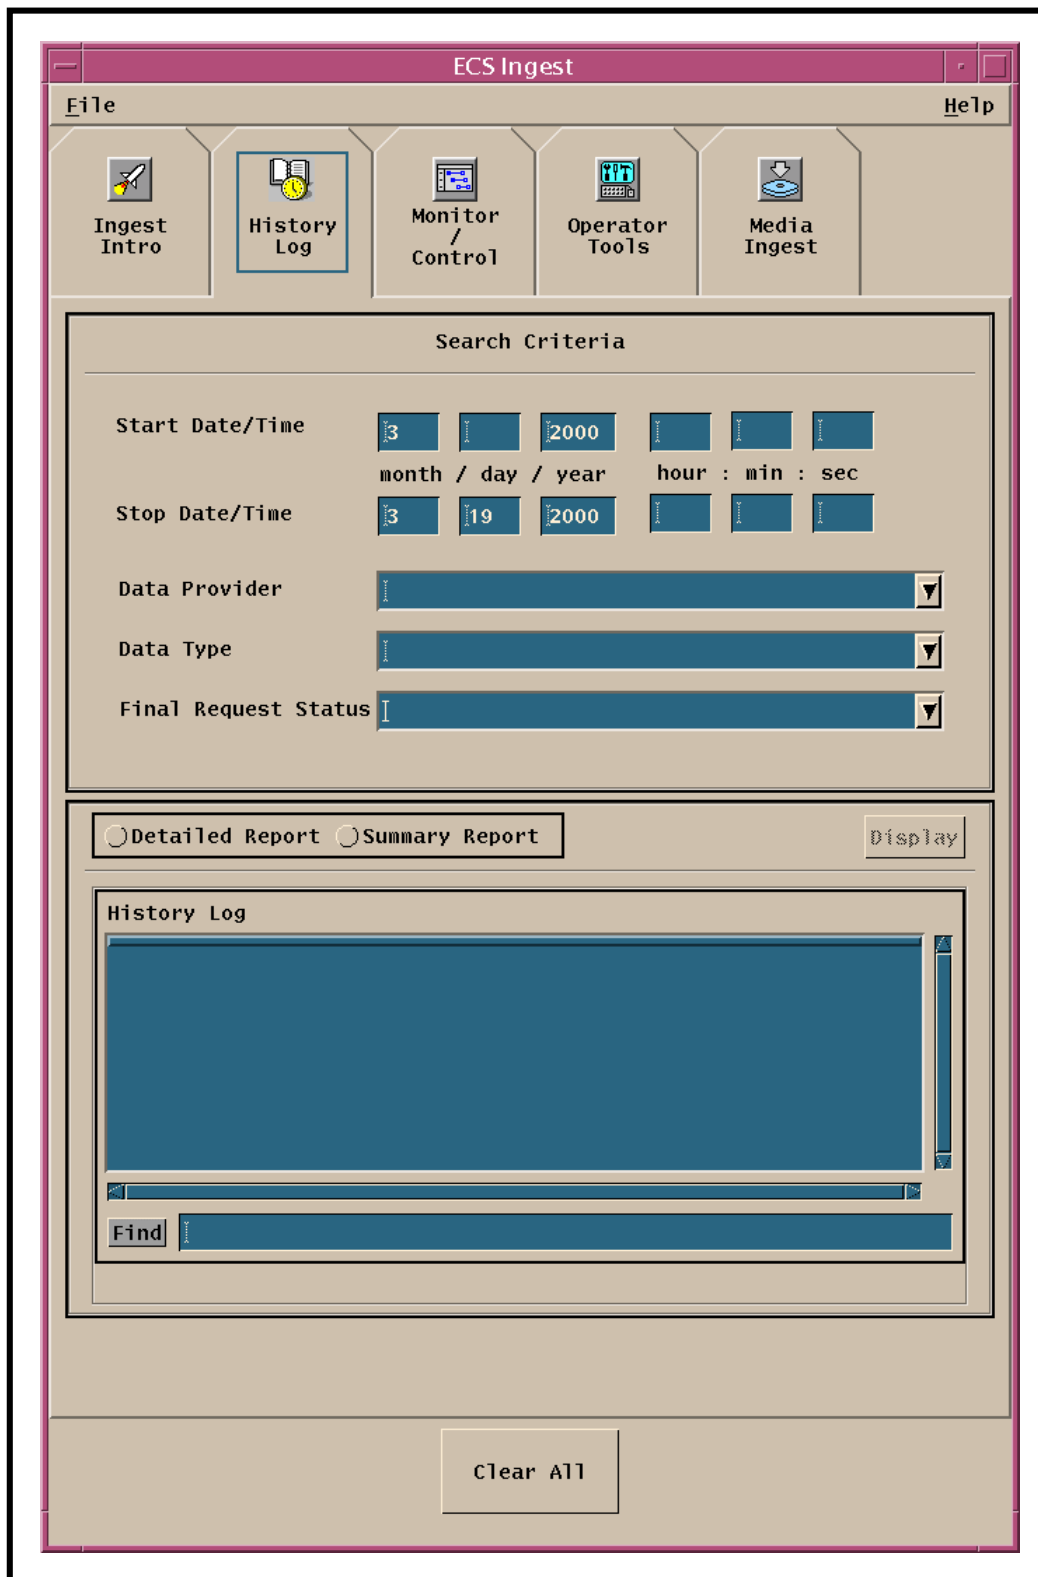 ECS Ingest
File Help
Ingest Intro
History Log
Monitor / Control
Operator Tools
Media Ingest
Search Criteria
Start Date/Time 3 2000
month / day / year hour : min : sec
Stop Date/Time 3 19 2000
Data Provider
Data Type
Final Request Status
Detailed Report Summary Report Display
History Log
Find
Clear All